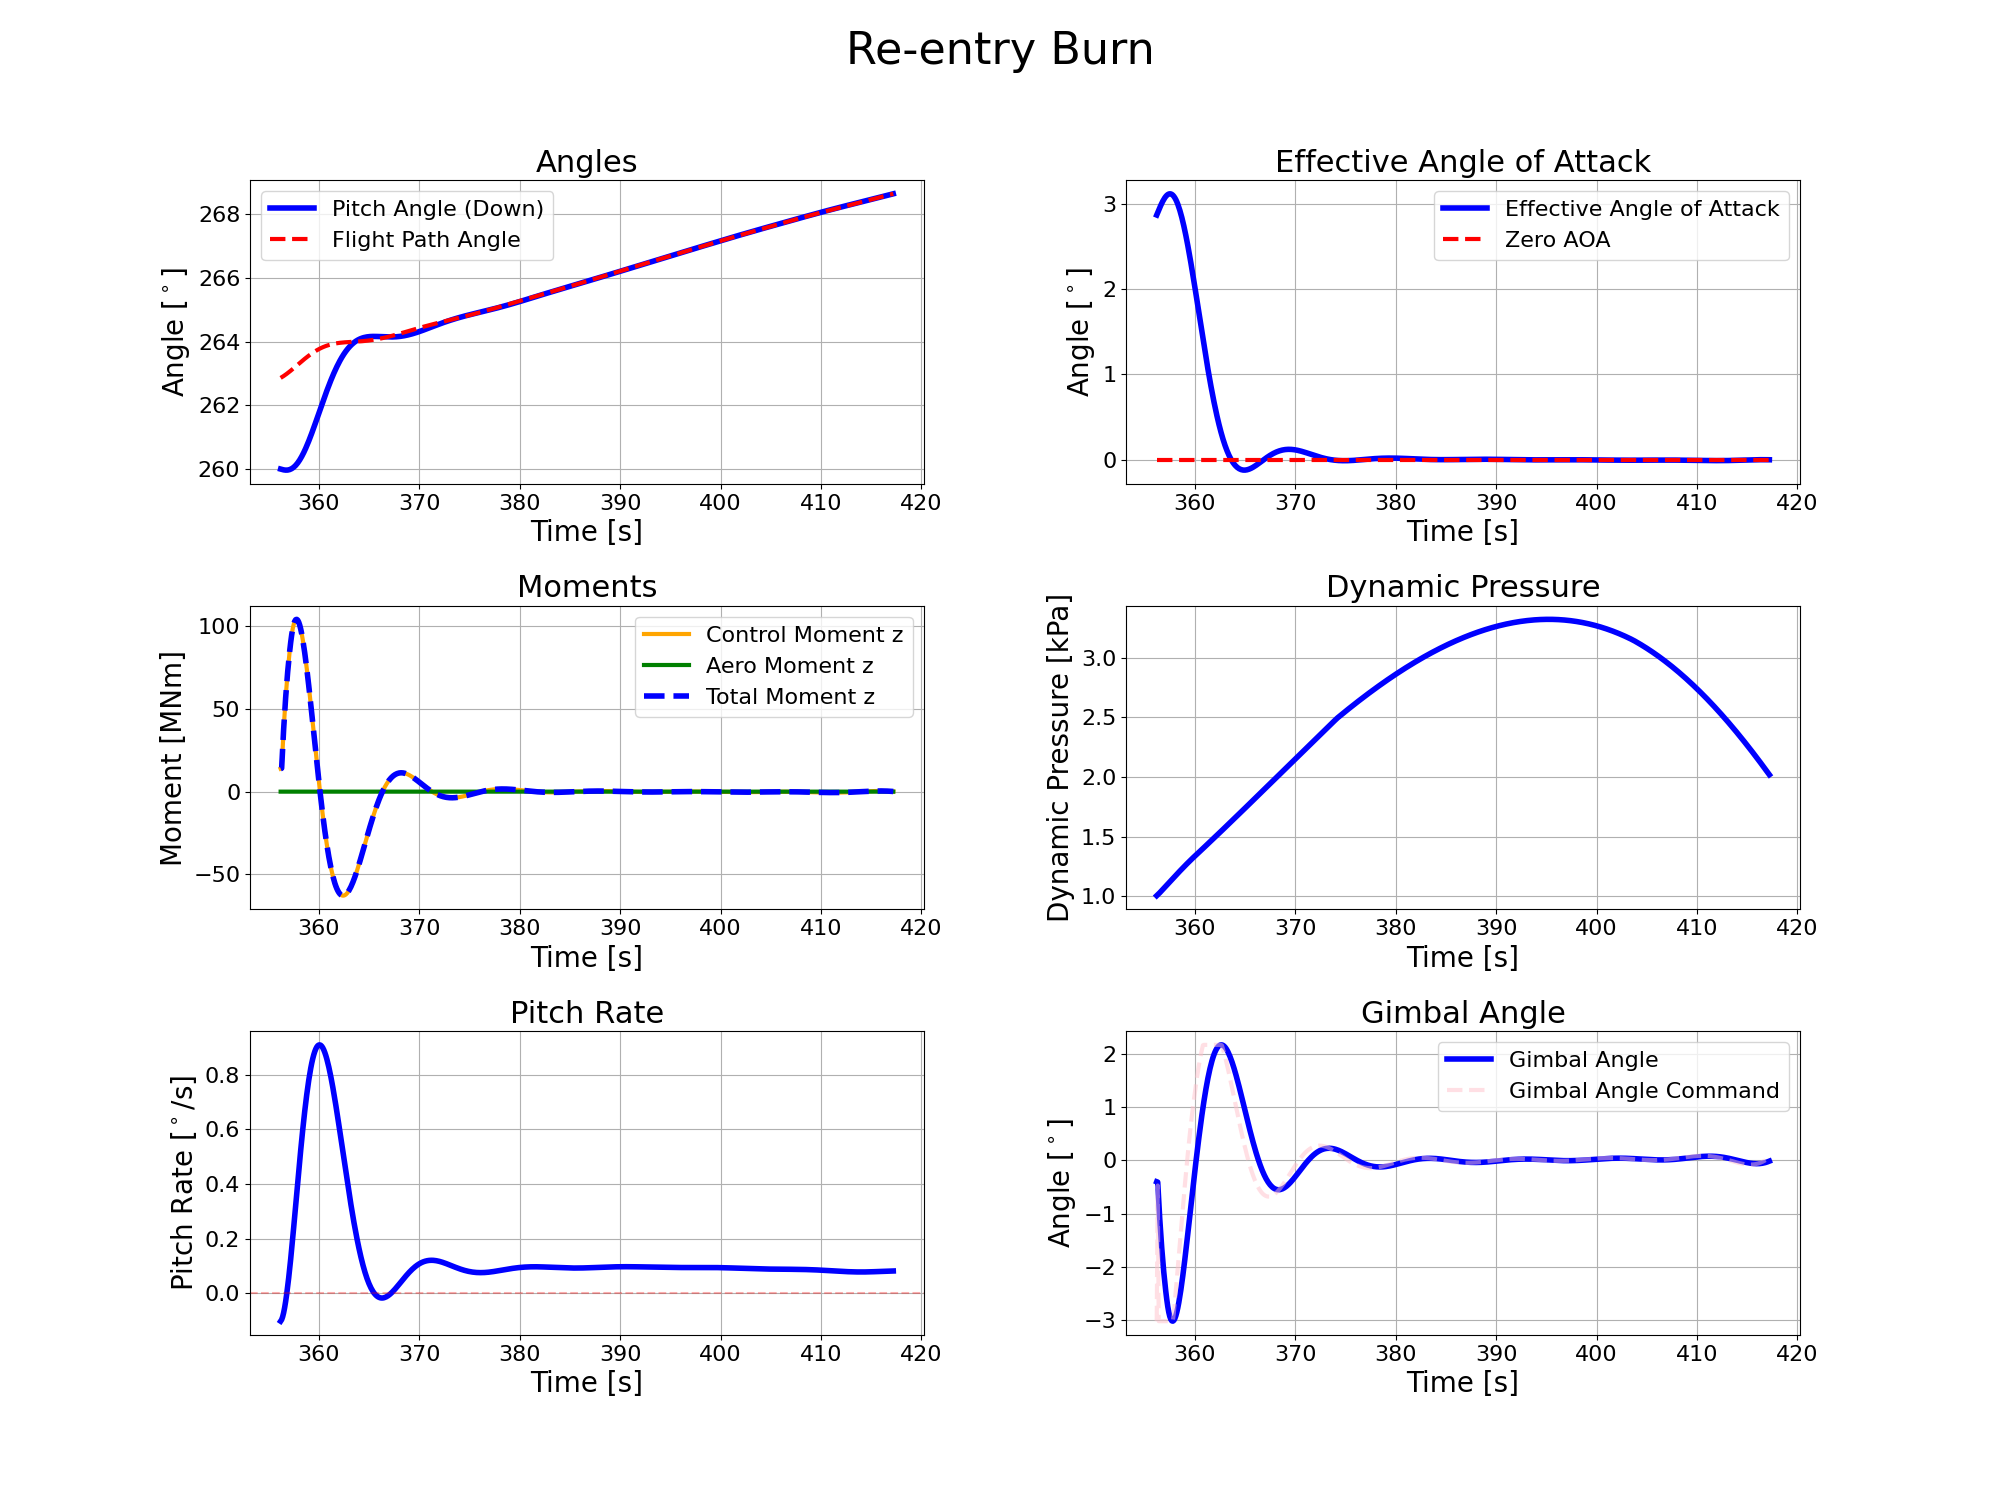 Re-entry Burn
Angles
Pitch Angle (Down)
Flight Path Angle
Angle [°]
268
266
264
262
260
360 370 380 390 400 410 420
Time [s]
Effective Angle of Attack
Effective Angle of Attack
Zero AOA
Angle [°]
3
2
1
0
360 370 380 390 400 410 420
Time [s]
Moments
Control Moment z
Aero Moment z
Total Moment z
Moment [MNm]
100
50
0
−50
360 370 380 390 400 410 420
Time [s]
Dynamic Pressure
Dynamic Pressure [kPa]
3.0
2.5
2.0
1.5
1.0
360 370 380 390 400 410 420
Time [s]
Pitch Rate
Pitch Rate [°/s]
0.8
0.6
0.4
0.2
0.0
360 370 380 390 400 410 420
Time [s]
Gimbal Angle
Gimbal Angle
Gimbal Angle Command
Angle [°]
2
1
0
−1
−2
−3
360 370 380 390 400 410 420
Time [s]